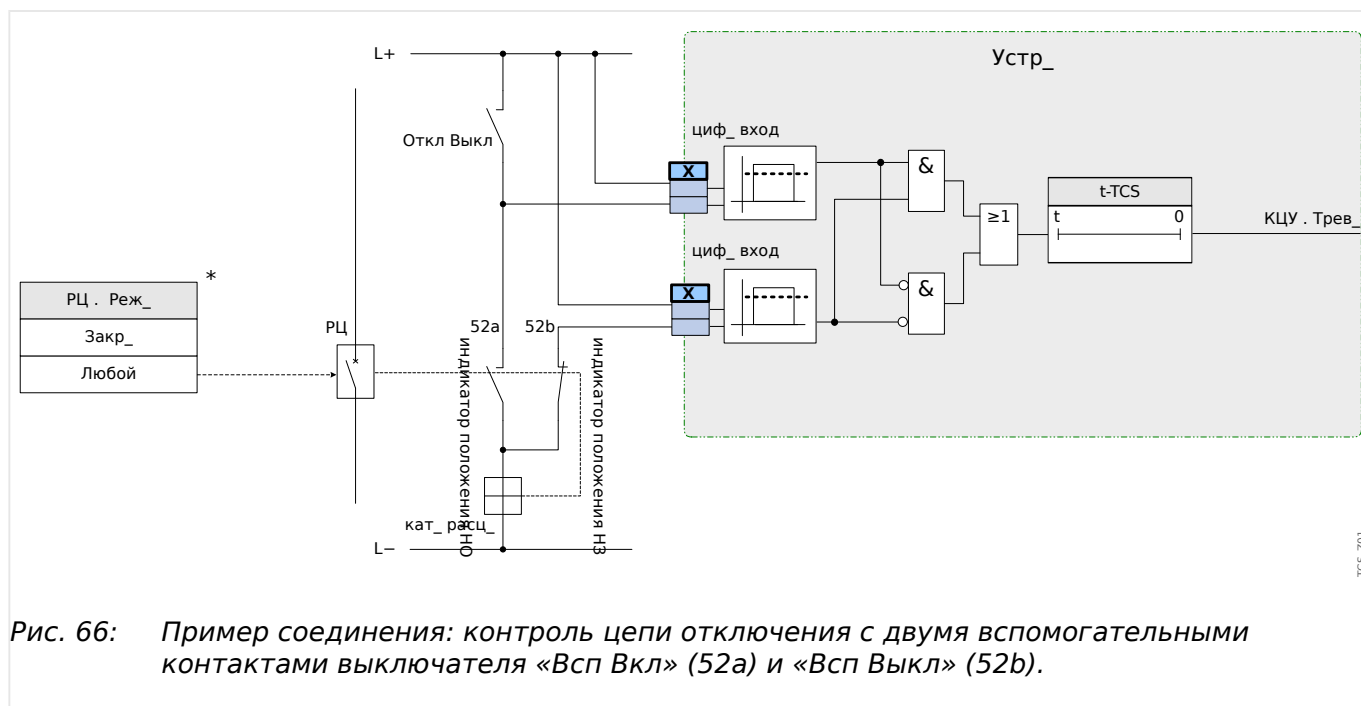 L+
Устр_
Откл Выкл
циф_ вход
X
&
≥1
t-TCS
t 0
КЦУ . Трев_
циф_ вход
X
&
*
РЦ . Реж_
Закр_
Любой
РЦ
52a 52b
индикатор положения НО
индикатор положения НЗ
кат_ расц_
L−
Рис. 66: Пример соединения: контроль цепи отключения с двумя вспомогательными
контактами выключателя «Всп Вкл» (52a) и «Всп Выкл» (52b).